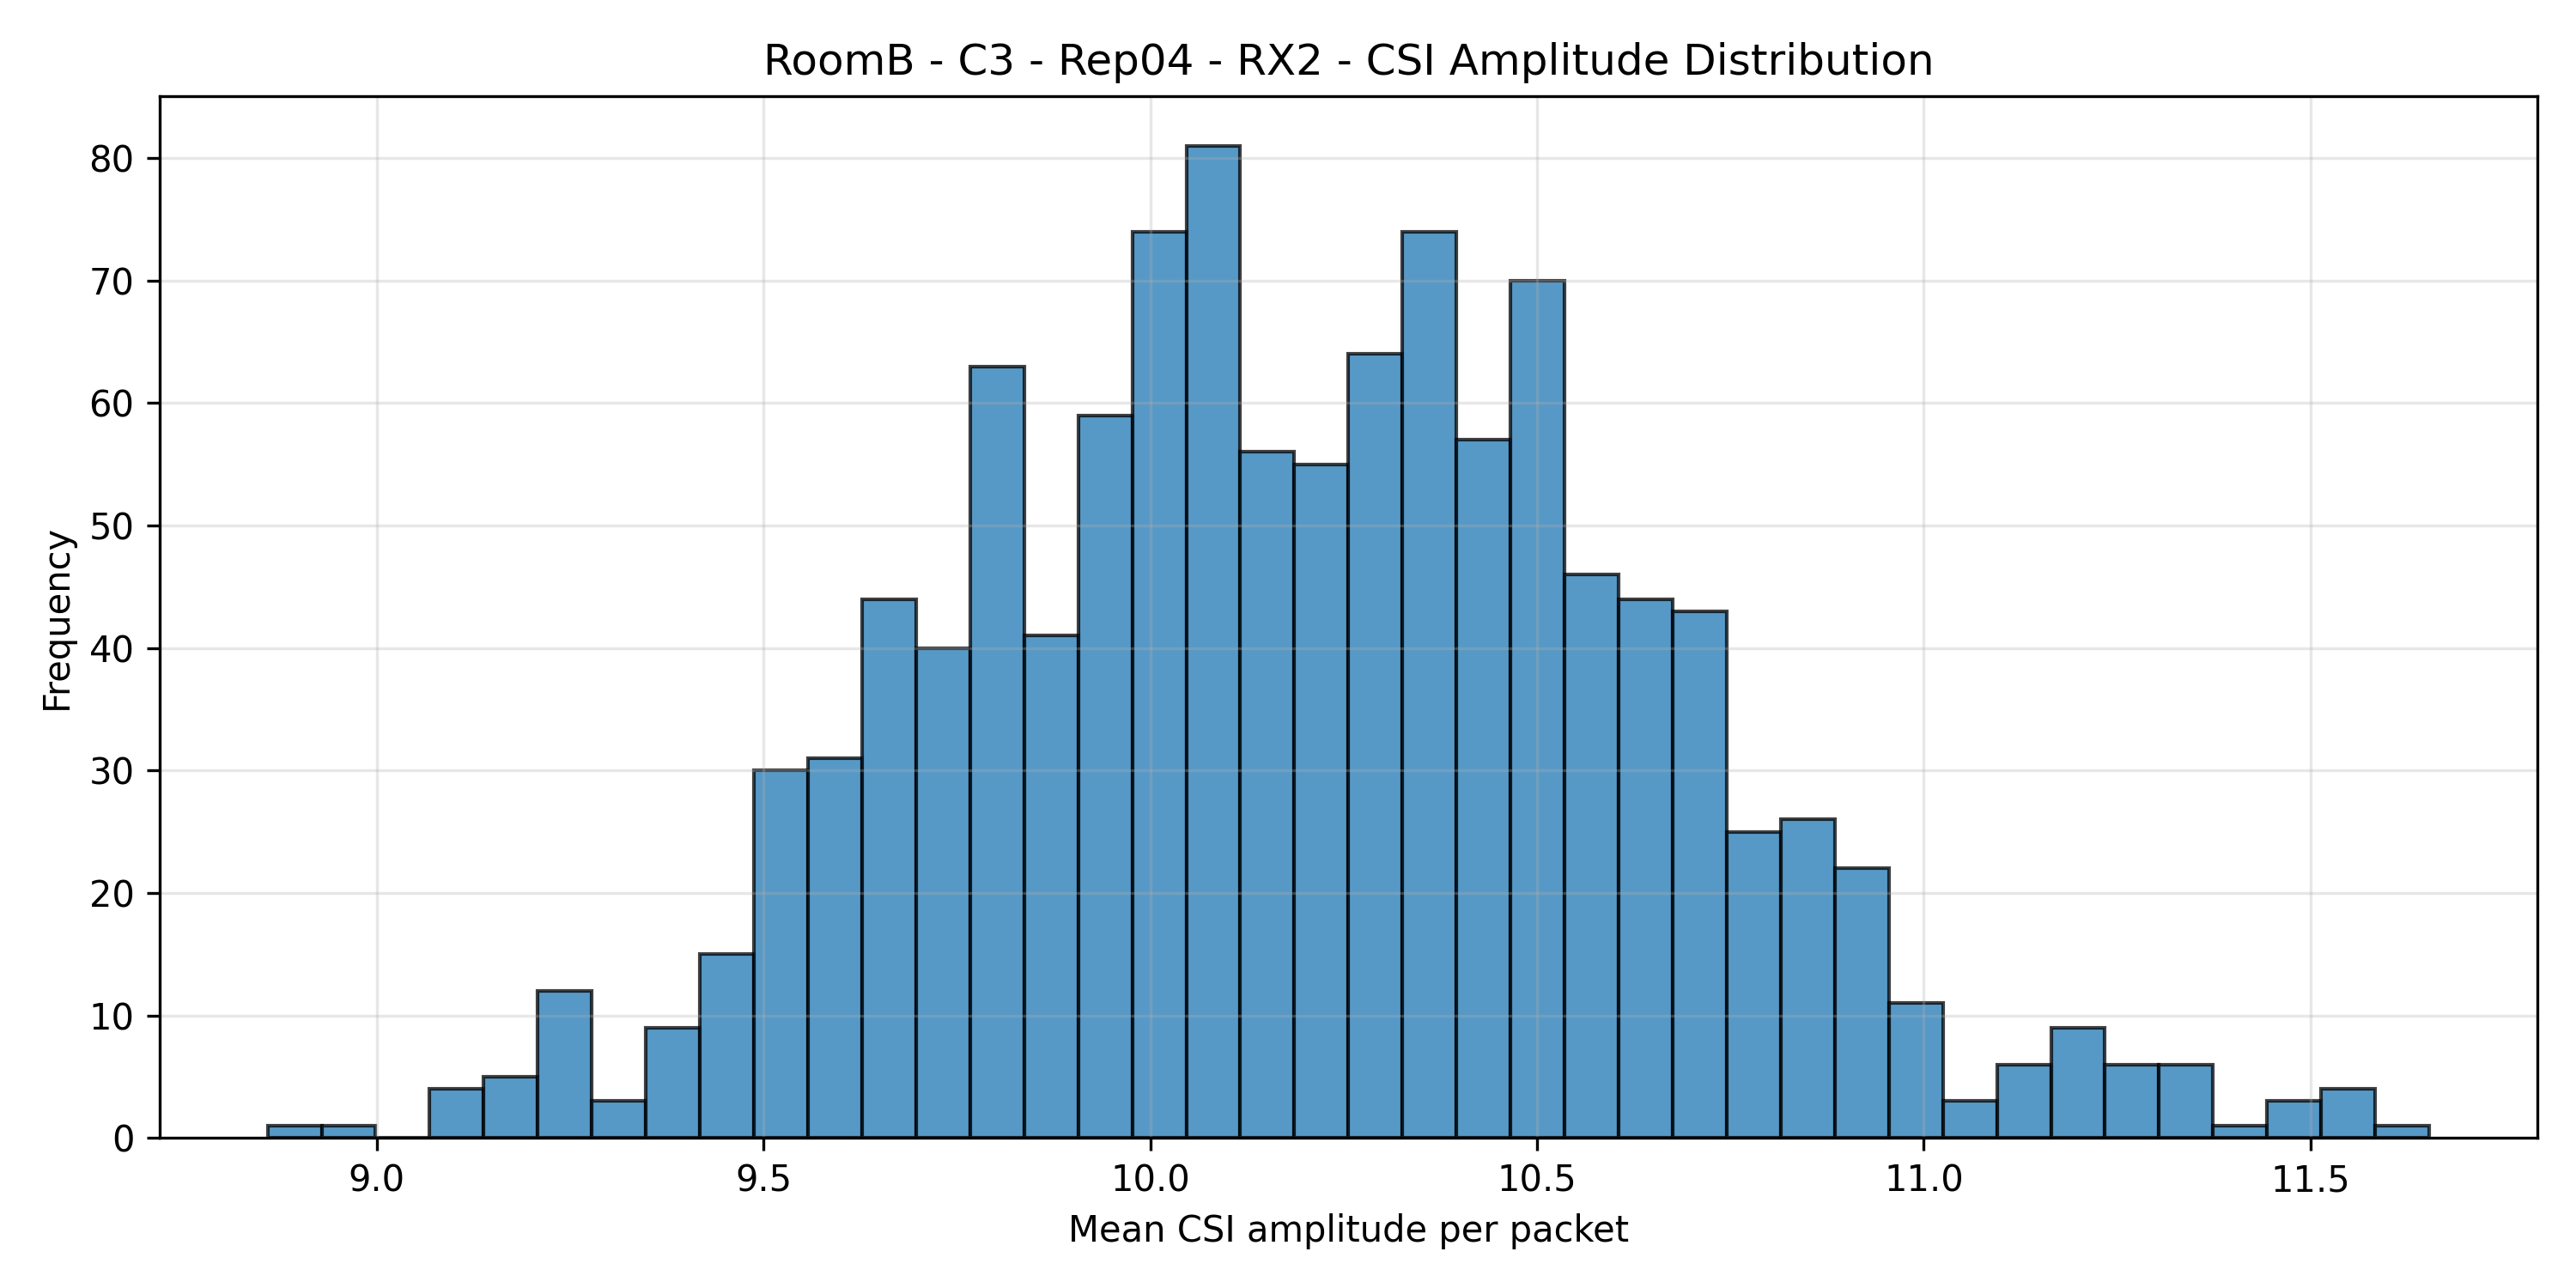 RoomB - C3 - Rep04 - RX2 - CSI Amplitude Distribution
80
70
60
50
40
30
20
10
0
Frequency
9.0 9.5 10.0 10.5 11.0 11.5
Mean CSI amplitude per packet